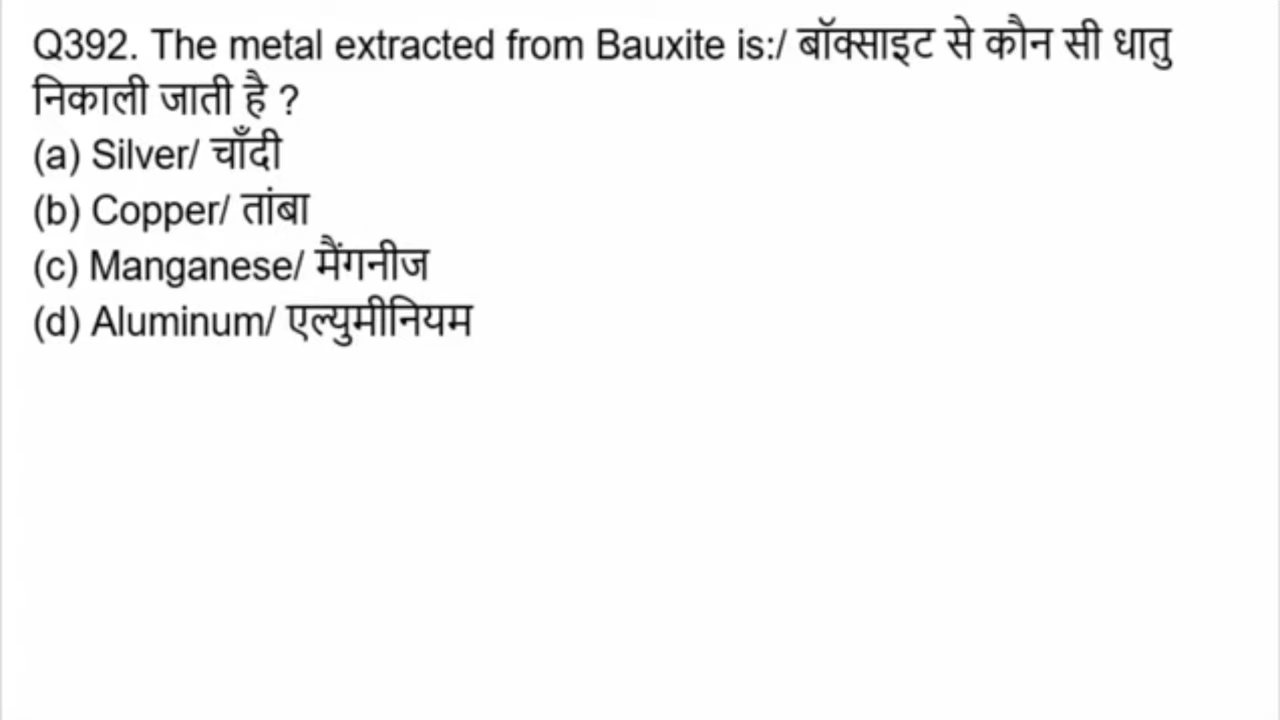 Q392. The metal extracted from Bauxite is:/ बॉक्साइट से कौन सी धातु
निकाली जाती है ?
(a) Silver/ चाँदी
(b) Copper/ तांबा
(c) Manganese/ मैंगनीज
(d) Aluminum/ एल्युमीनियम